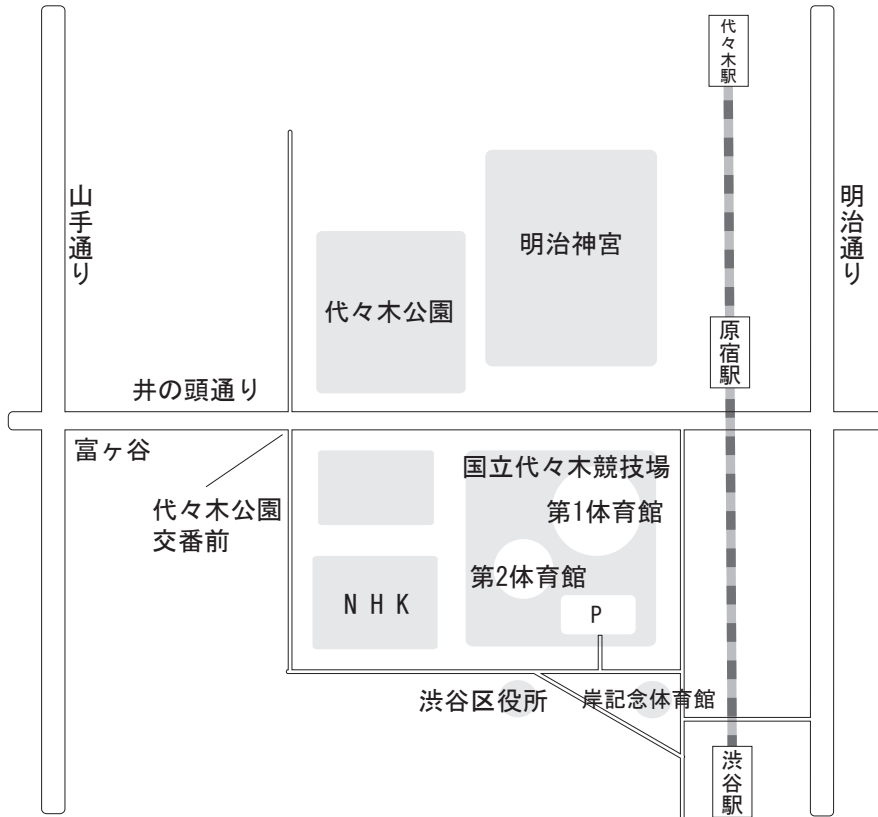 代々木駅
山手通り
明治通り
明治神宮
代々木公園
原宿駅
井の頭通り
富ヶ谷
国立代々木競技場
代々木公園
交番前
第1体育館
第2体育館
NHK
P
渋谷区役所
岸記念体育館
渋谷駅